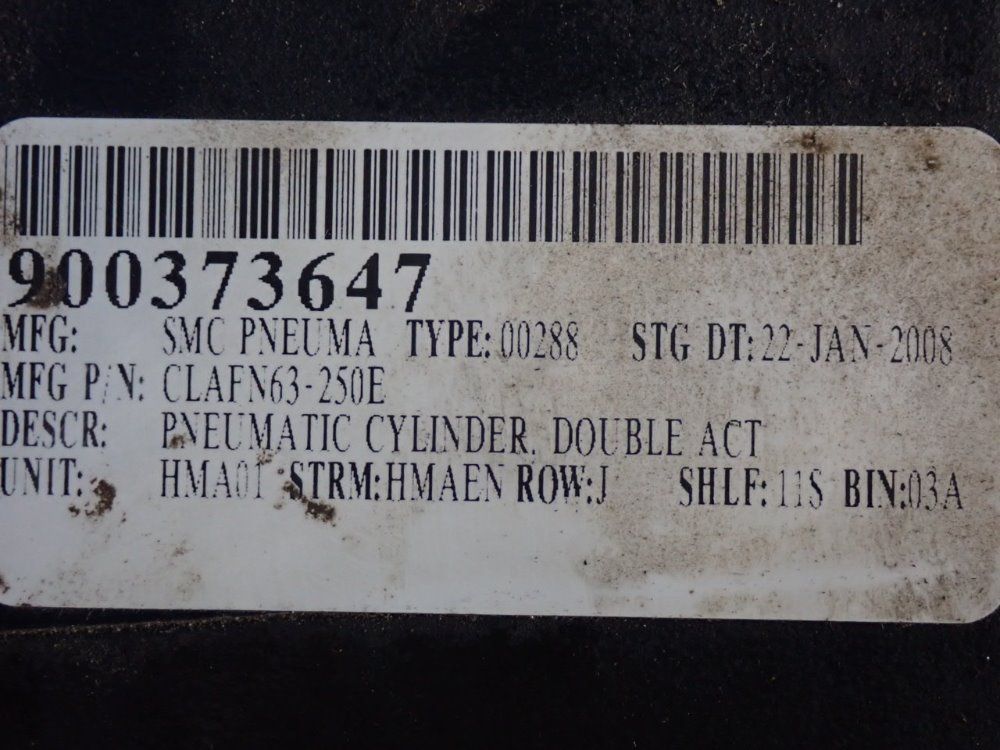 900373647
MFG: SMC PNEUMA TYPE: 00288 STG DT: 22-JAN-2008
MFG P/N: CLAFN63-250E
DESCR: PNEUMATIC CYLINDER, DOUBLE ACT
UNIT: HMA01 STRM:HMAEN ROW:J SHLF: 11S BIN:03A